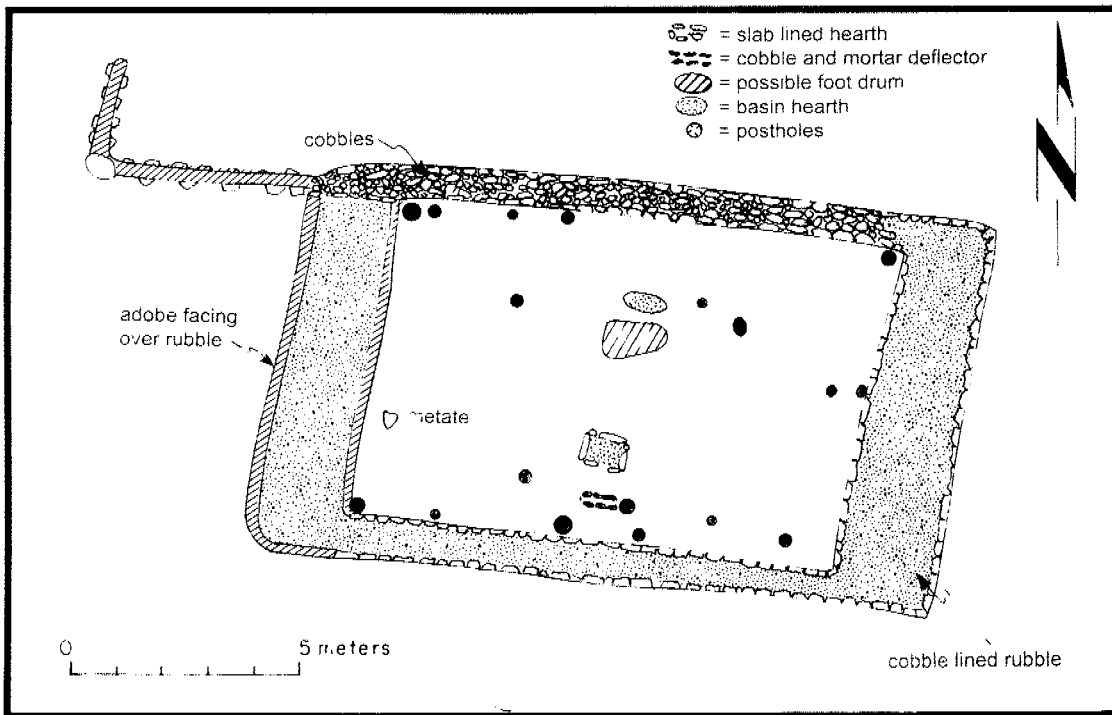 = slab lined hearth
= cobble and mortar deflector
= possible foot drum
= basin hearth
= postholes
N
cobbles
adobe facing
over rubble
etate
0 5 meters
cobble lined rubble